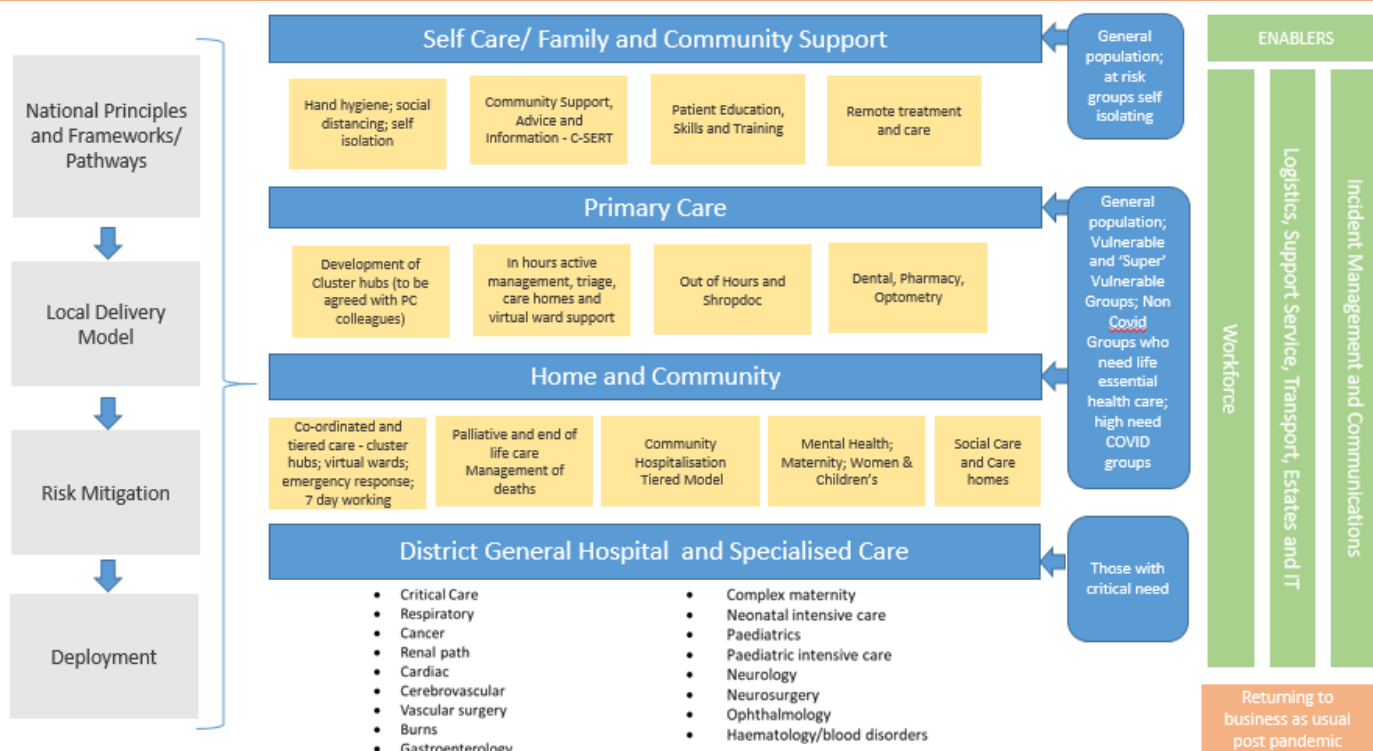 National Principles
and Frameworks/
Pathways
Local Delivery
Model
Risk Mitigation
Deployment
Self Care/ Family and Community Support
Hand hygiene; social
distancing; self
isolation
Community Support,
Advice and
Information - C-SERT
Patient Education,
Skills and Training
Remote treatment
and care
General
population;
at risk
groups self
isolating
Primary Care
Development of
Cluster hubs (to be
agreed with PC
colleagues)
In hours active
management, triage,
care homes and
virtual ward support
Out of Hours and
Shropdoc
Dental, Pharmacy,
Optometry
General
population;
Vulnerable
and ‘Super’
Vulnerable
Groups; Non
Covid
Groups who
need life
essential
health care;
high need
COVID
groups
Home and Community
Co-ordinated and
tiered care - cluster
hubs; virtual wards;
emergency response;
7 day working
Palliative and end of
life care
Management of
deaths
Community
Hospitalisation
Tiered Model
Mental Health;
Maternity; Women &
Children’s
Social Care
and Care
homes
District General Hospital and Specialised Care
• Critical Care
• Respiratory
• Cancer
• Renal path
• Cardiac
• Cerebrovascular
• Vascular surgery
• Burns
• Gastroenterology
• Complex maternity
• Neonatal intensive care
• Paediatrics
• Paediatric intensive care
• Neurology
• Neurosurgery
• Ophthalmology
• Haematology/blood disorders
Those with
critical need
ENABLERS
Workforce
Logistics, Support Service, Transport, Estates and IT
Incident Management and Communications
Returning to
business as usual
post pandemic